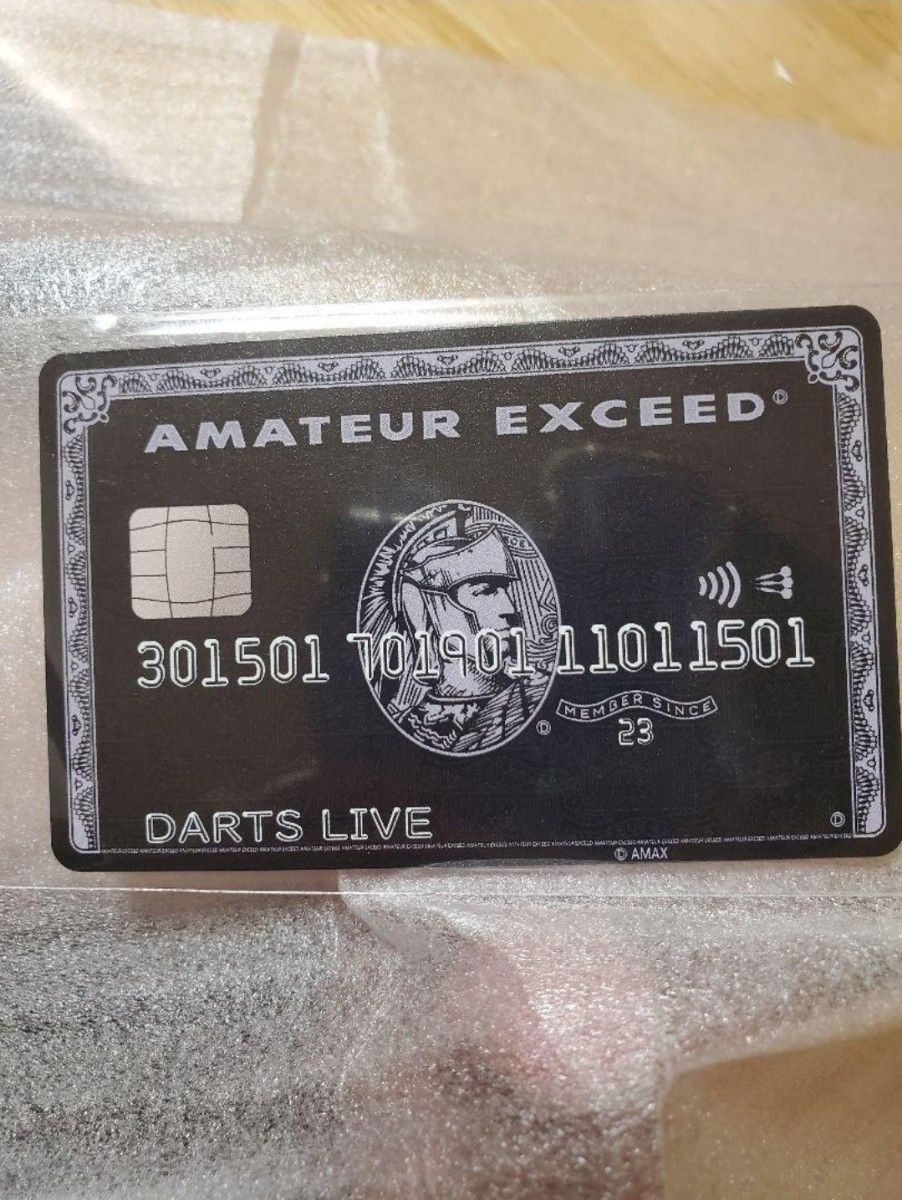 AMATEUR EXCEED Ⓓ
301501 701901 11011501
MEMBER SINCE
Ⓓ 23
DARTS LIVE
Ⓓ
© AMAX